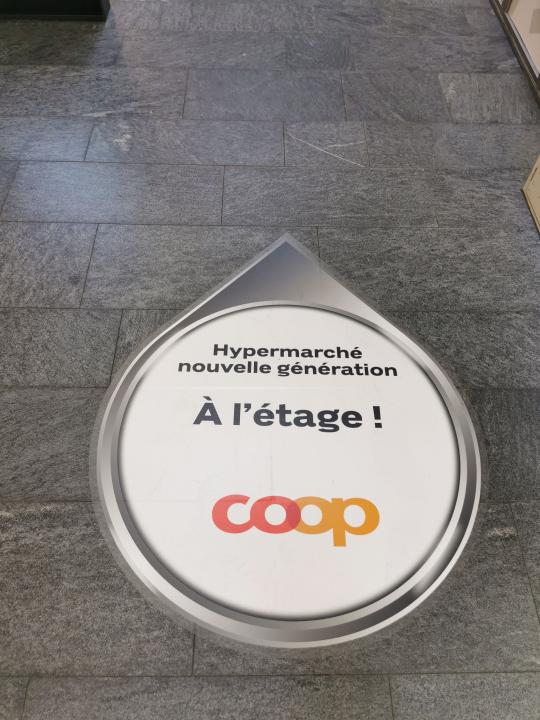 Hypermarché
nouvelle génération
À l'étage !
coop